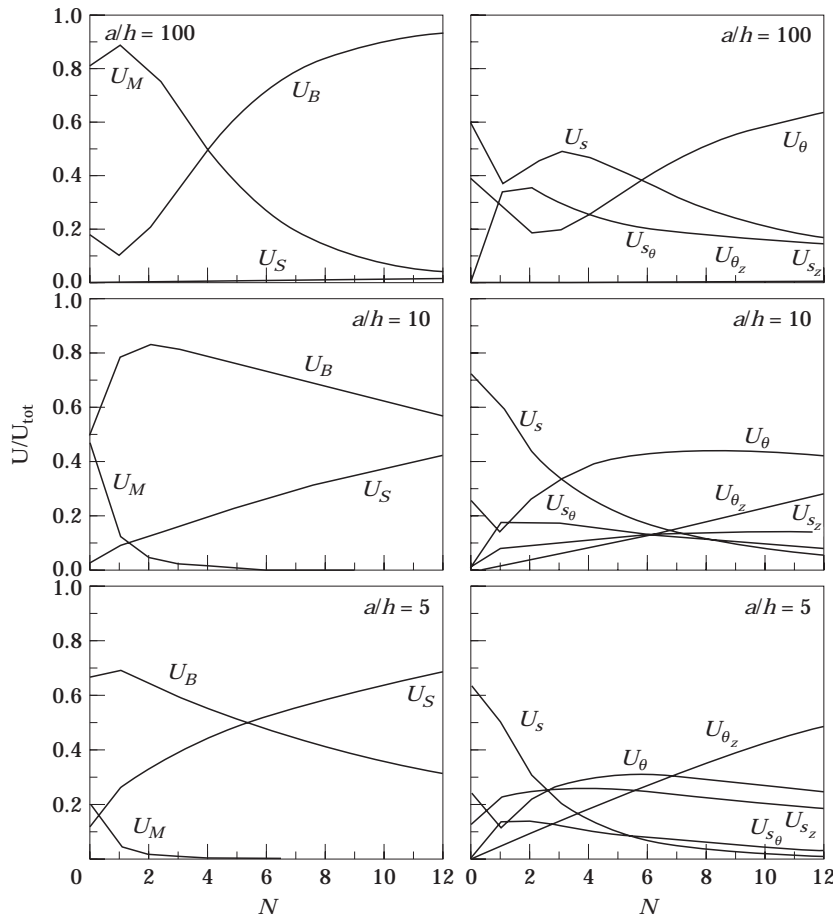 1.0
0.8
0.6
0.4
0.2
0.0
a/h = 100
U_M
U_B
U_S
a/h = 100
U_s
U_θ
U_{s_θ}
U_{θ_z}
U_{s_z}
1.0
0.8
0.6
0.4
0.2
0.0
U/U_tot
a/h = 10
U_B
U_M
U_S
a/h = 10
U_s
U_θ
U_{s_θ}
U_{θ_z}
U_{s_z}
1.0
0.8
0.6
0.4
0.2
a/h = 5
U_B
U_S
U_M
a/h = 5
U_s
U_θ
U_{θ_z}
U_{s_θ}
U_{s_z}
0 2 4 6 8 10 12
0 2 4 6 8 10 12
N
N